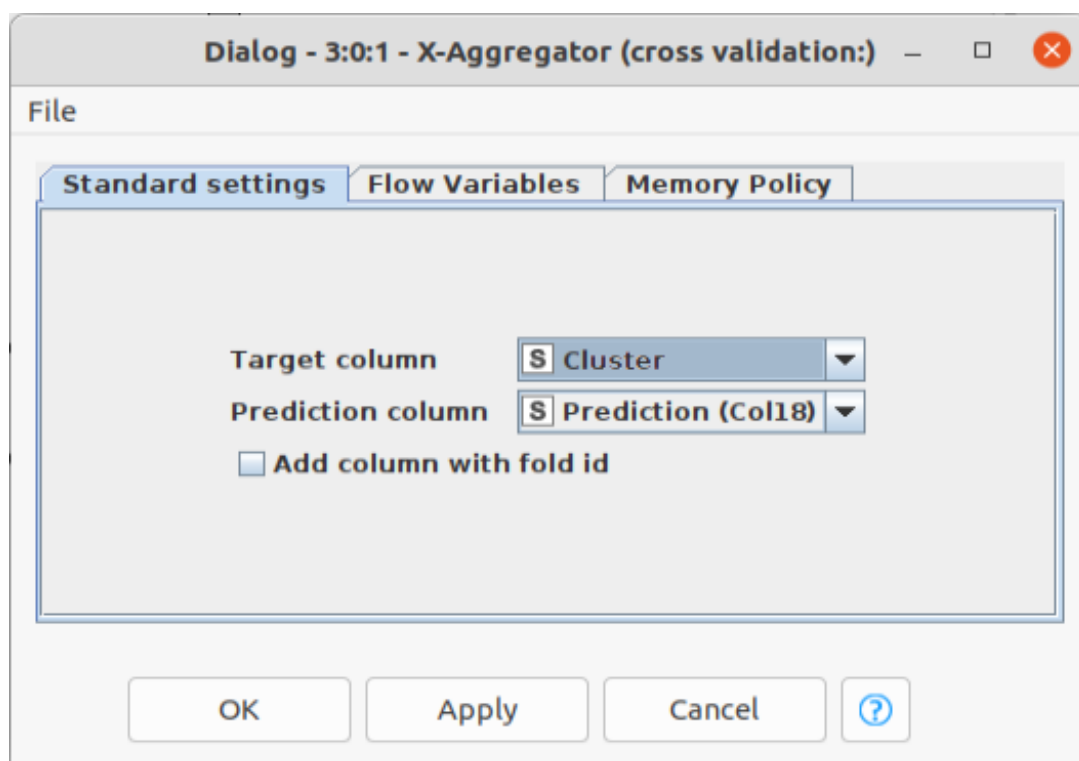 Dialog - 3:0:1 - X-Aggregator (cross validation:)
File
Standard settings Flow Variables Memory Policy
Target column S Cluster
Prediction column S Prediction (Col18)
Add column with fold id
OK Apply Cancel ?